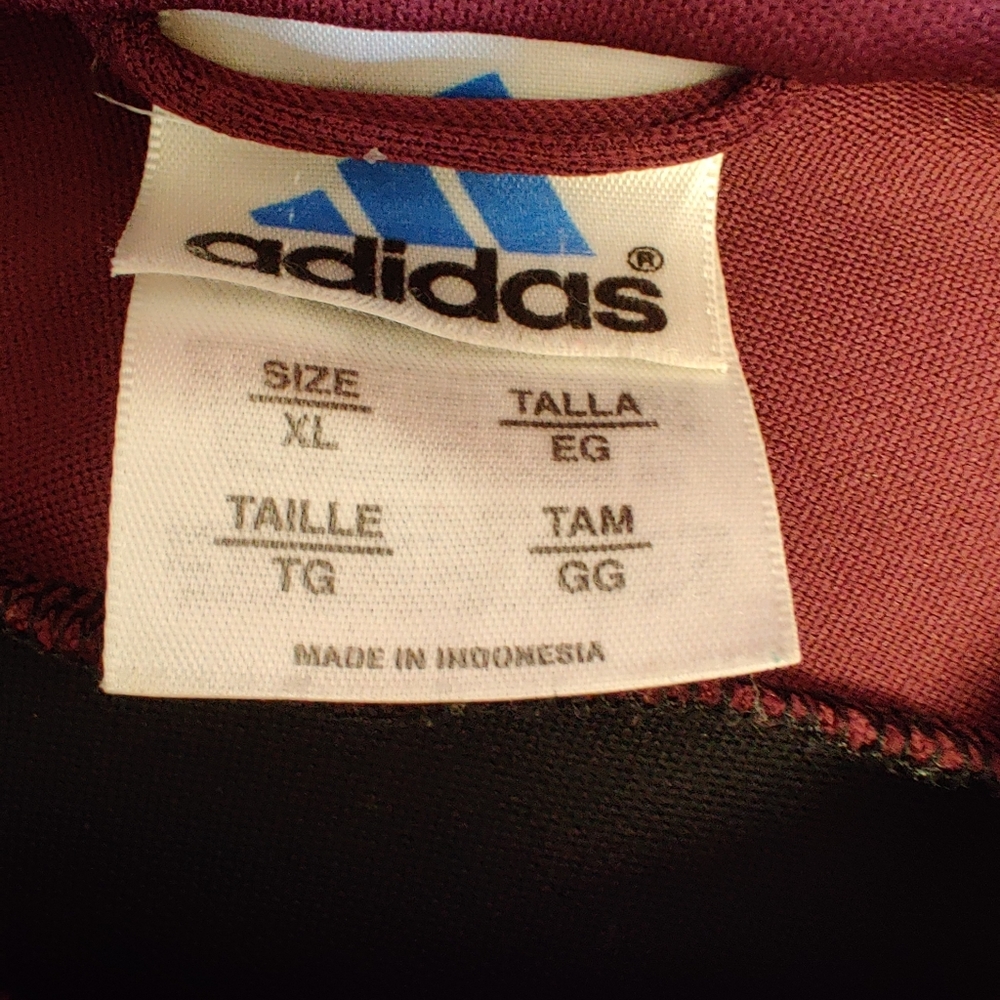 adidas®
SIZE
XL
TALLA
EG
TAILLE
TG
TAM
GG
MADE IN INDONESIA